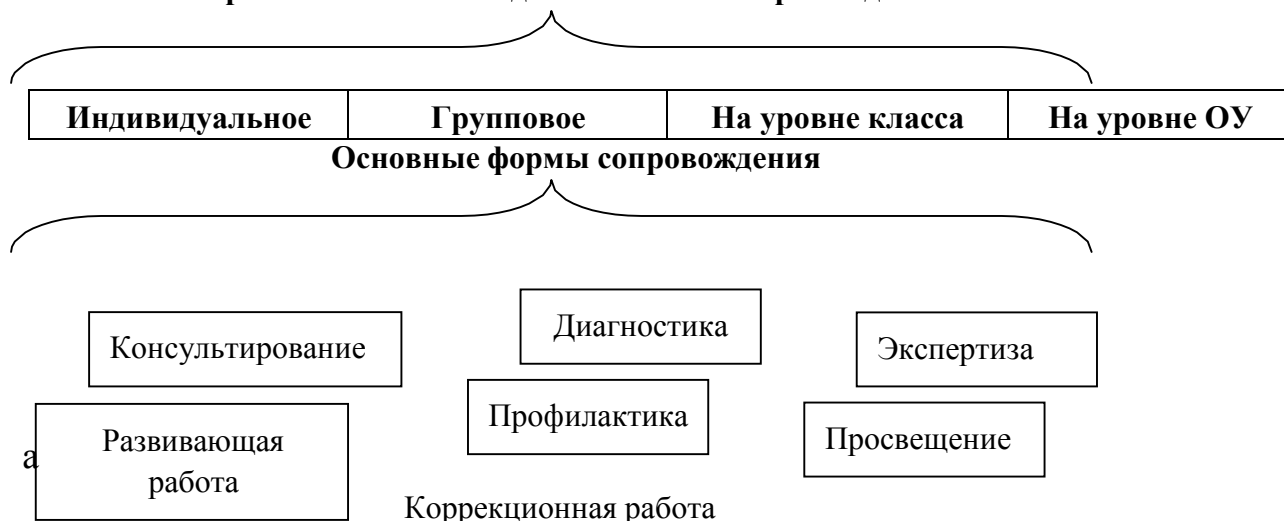 Индивидуальное Групповое На уровне класса На уровне ОУ
Основные формы сопровождения
Консультирование Диагностика Экспертиза
Развивающая работа Профилактика Просвещение
а
Коррекционная работа